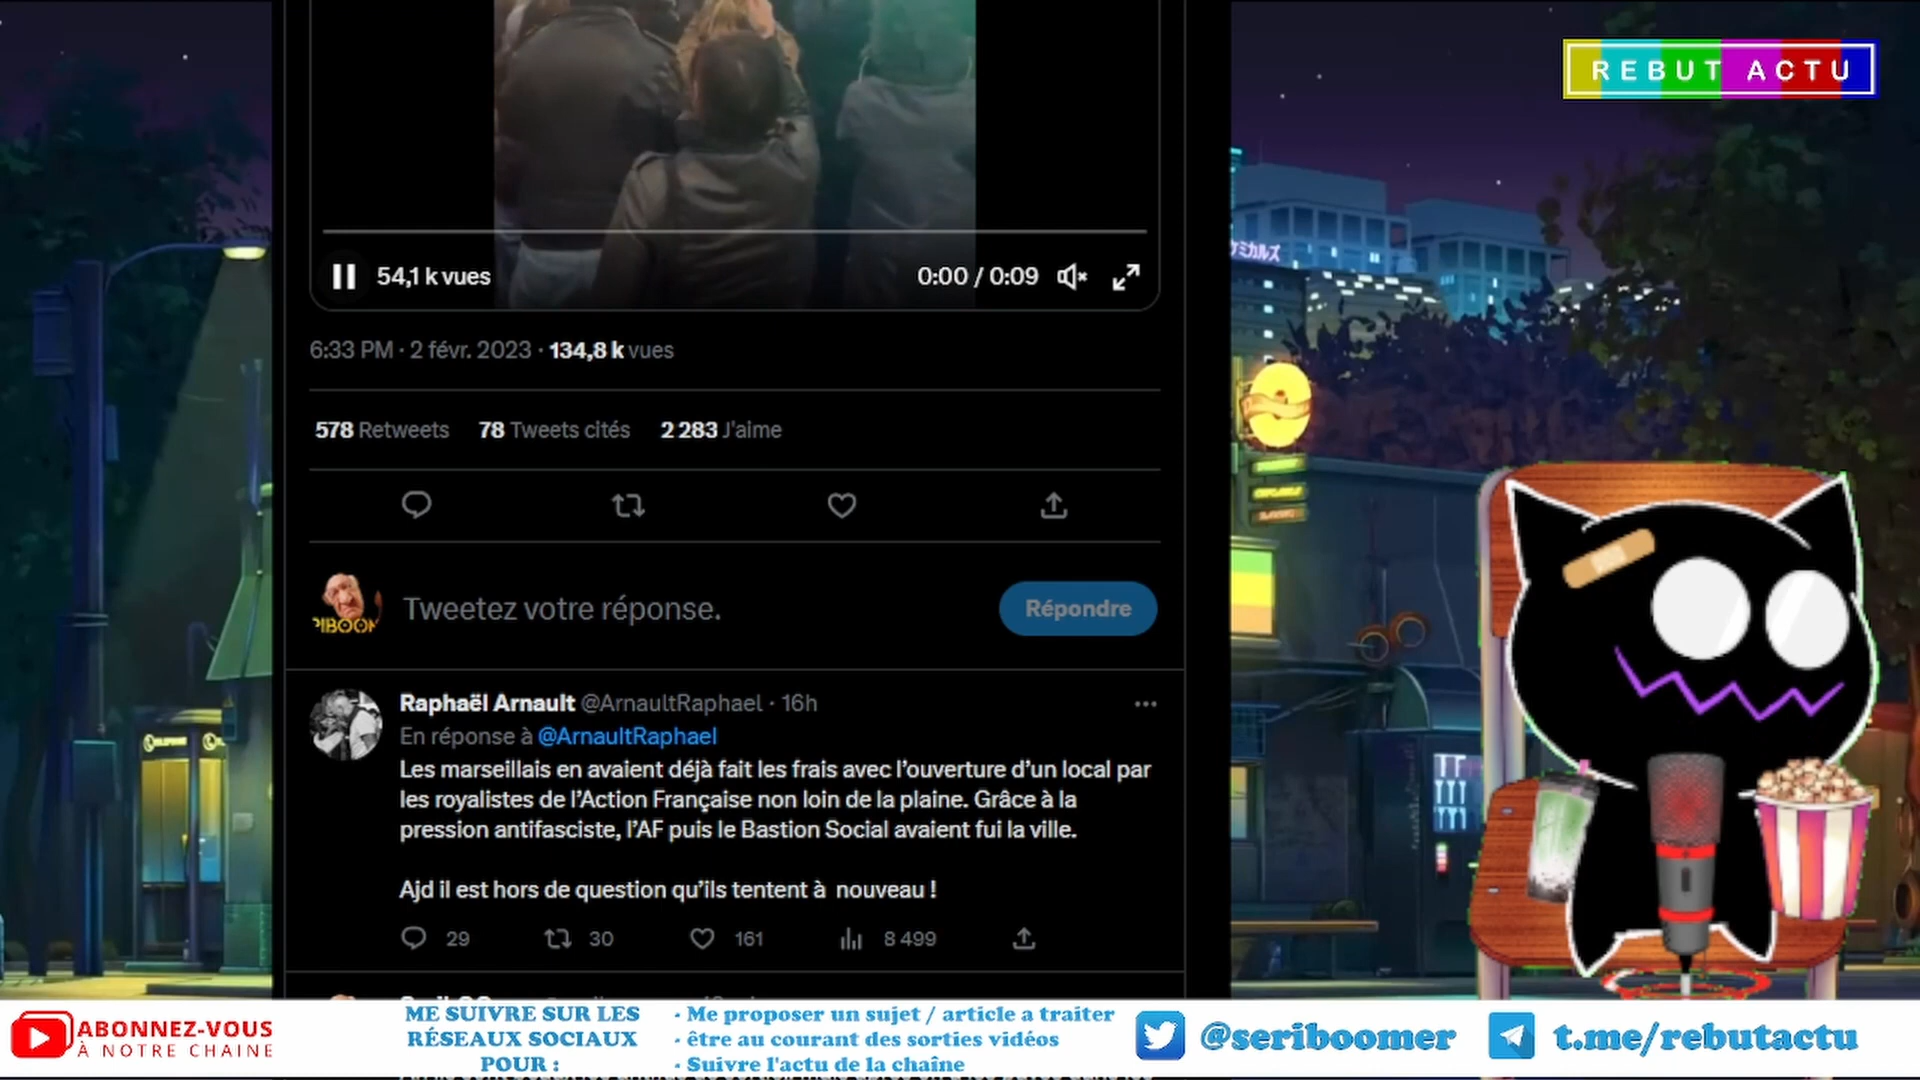 REBUT ACTU
ケミカルズ
54,1 k vues
0:00 / 0:09
6:33 PM · 2 févr. 2023 · 134,8 k vues
578 Retweets 78 Tweets cités 2 283 J'aime
Tweetez votre réponse.
Répondre
Raphaël Arnault @ArnaultRaphael · 16h
En réponse à @ArnaultRaphael
Les marseillais en avaient déjà fait les frais avec l'ouverture d'un local par
les royalistes de l'Action Française non loin de la plaine. Grâce à la
pression antifasciste, l'AF puis le Bastion Social avaient fui la ville.
Ajd il est hors de question qu'ils tentent à  nouveau !
29 30 161 8 499
ABONNEZ-VOUS
À NOTRE CHAINE
ME SUIVRE SUR LES
RÉSEAUX SOCIAUX
POUR :
- Me proposer un sujet / article a traiter
- être au courant des sorties vidéos
- Suivre l'actu de la chaîne
@seriboomer
t.me/rebutactu